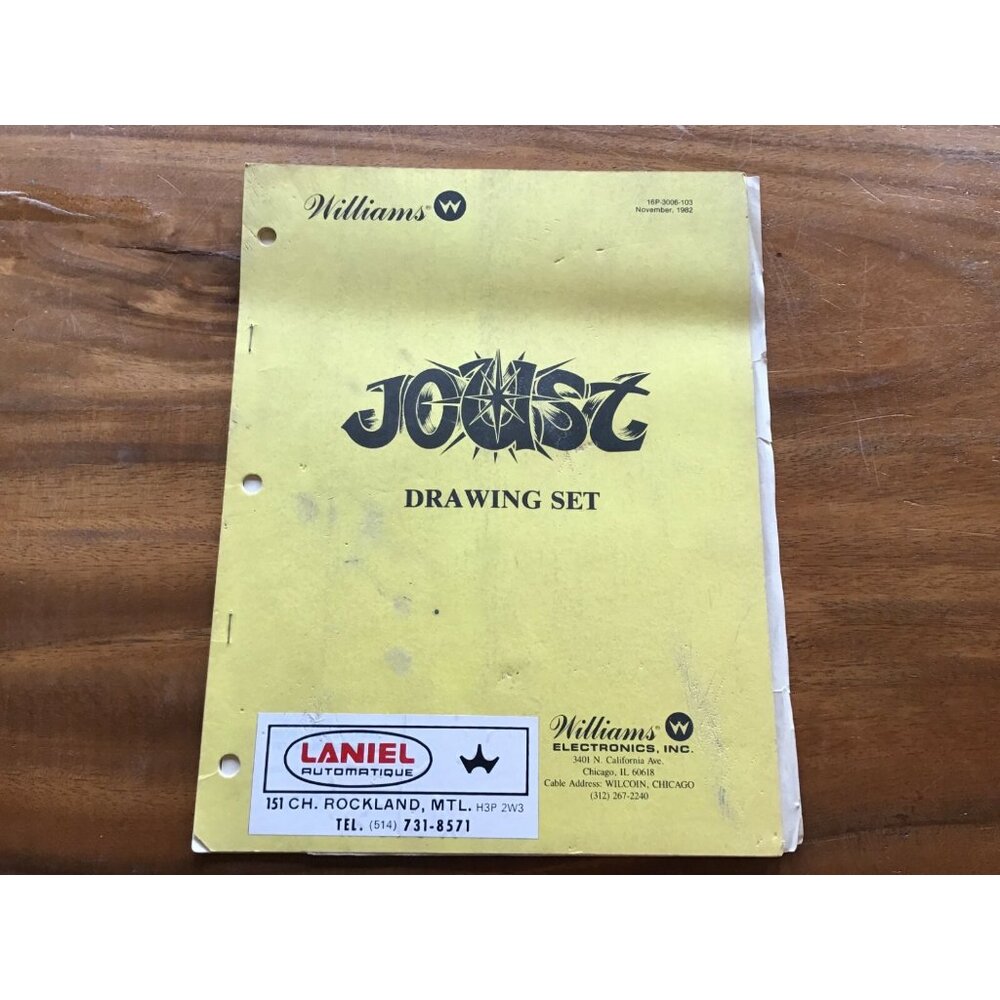 Williams® W
16P-3006-103
November, 1982
JOUST
DRAWING SET
LANIEL
AUTOMATIQUE
151 CH. ROCKLAND, MTL. H3P 2W3
TEL. (514) 731-8571
Williams® W
ELECTRONICS, INC.
3401 N. California Ave.
Chicago, IL 60618
Cable Address: WILCOIN, CHICAGO
(312) 267-2240